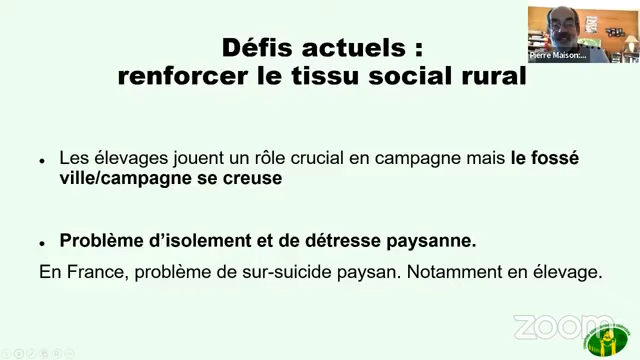 Défis actuels :
renforcer le tissu social rural
Pierre Maison:...
Les élevages jouent un rôle crucial en campagne mais le fossé
ville/campagne se creuse
Problème d’isolement et de détresse paysanne.
En France, problème de sur-suicide paysan. Notamment en élevage.
zoom